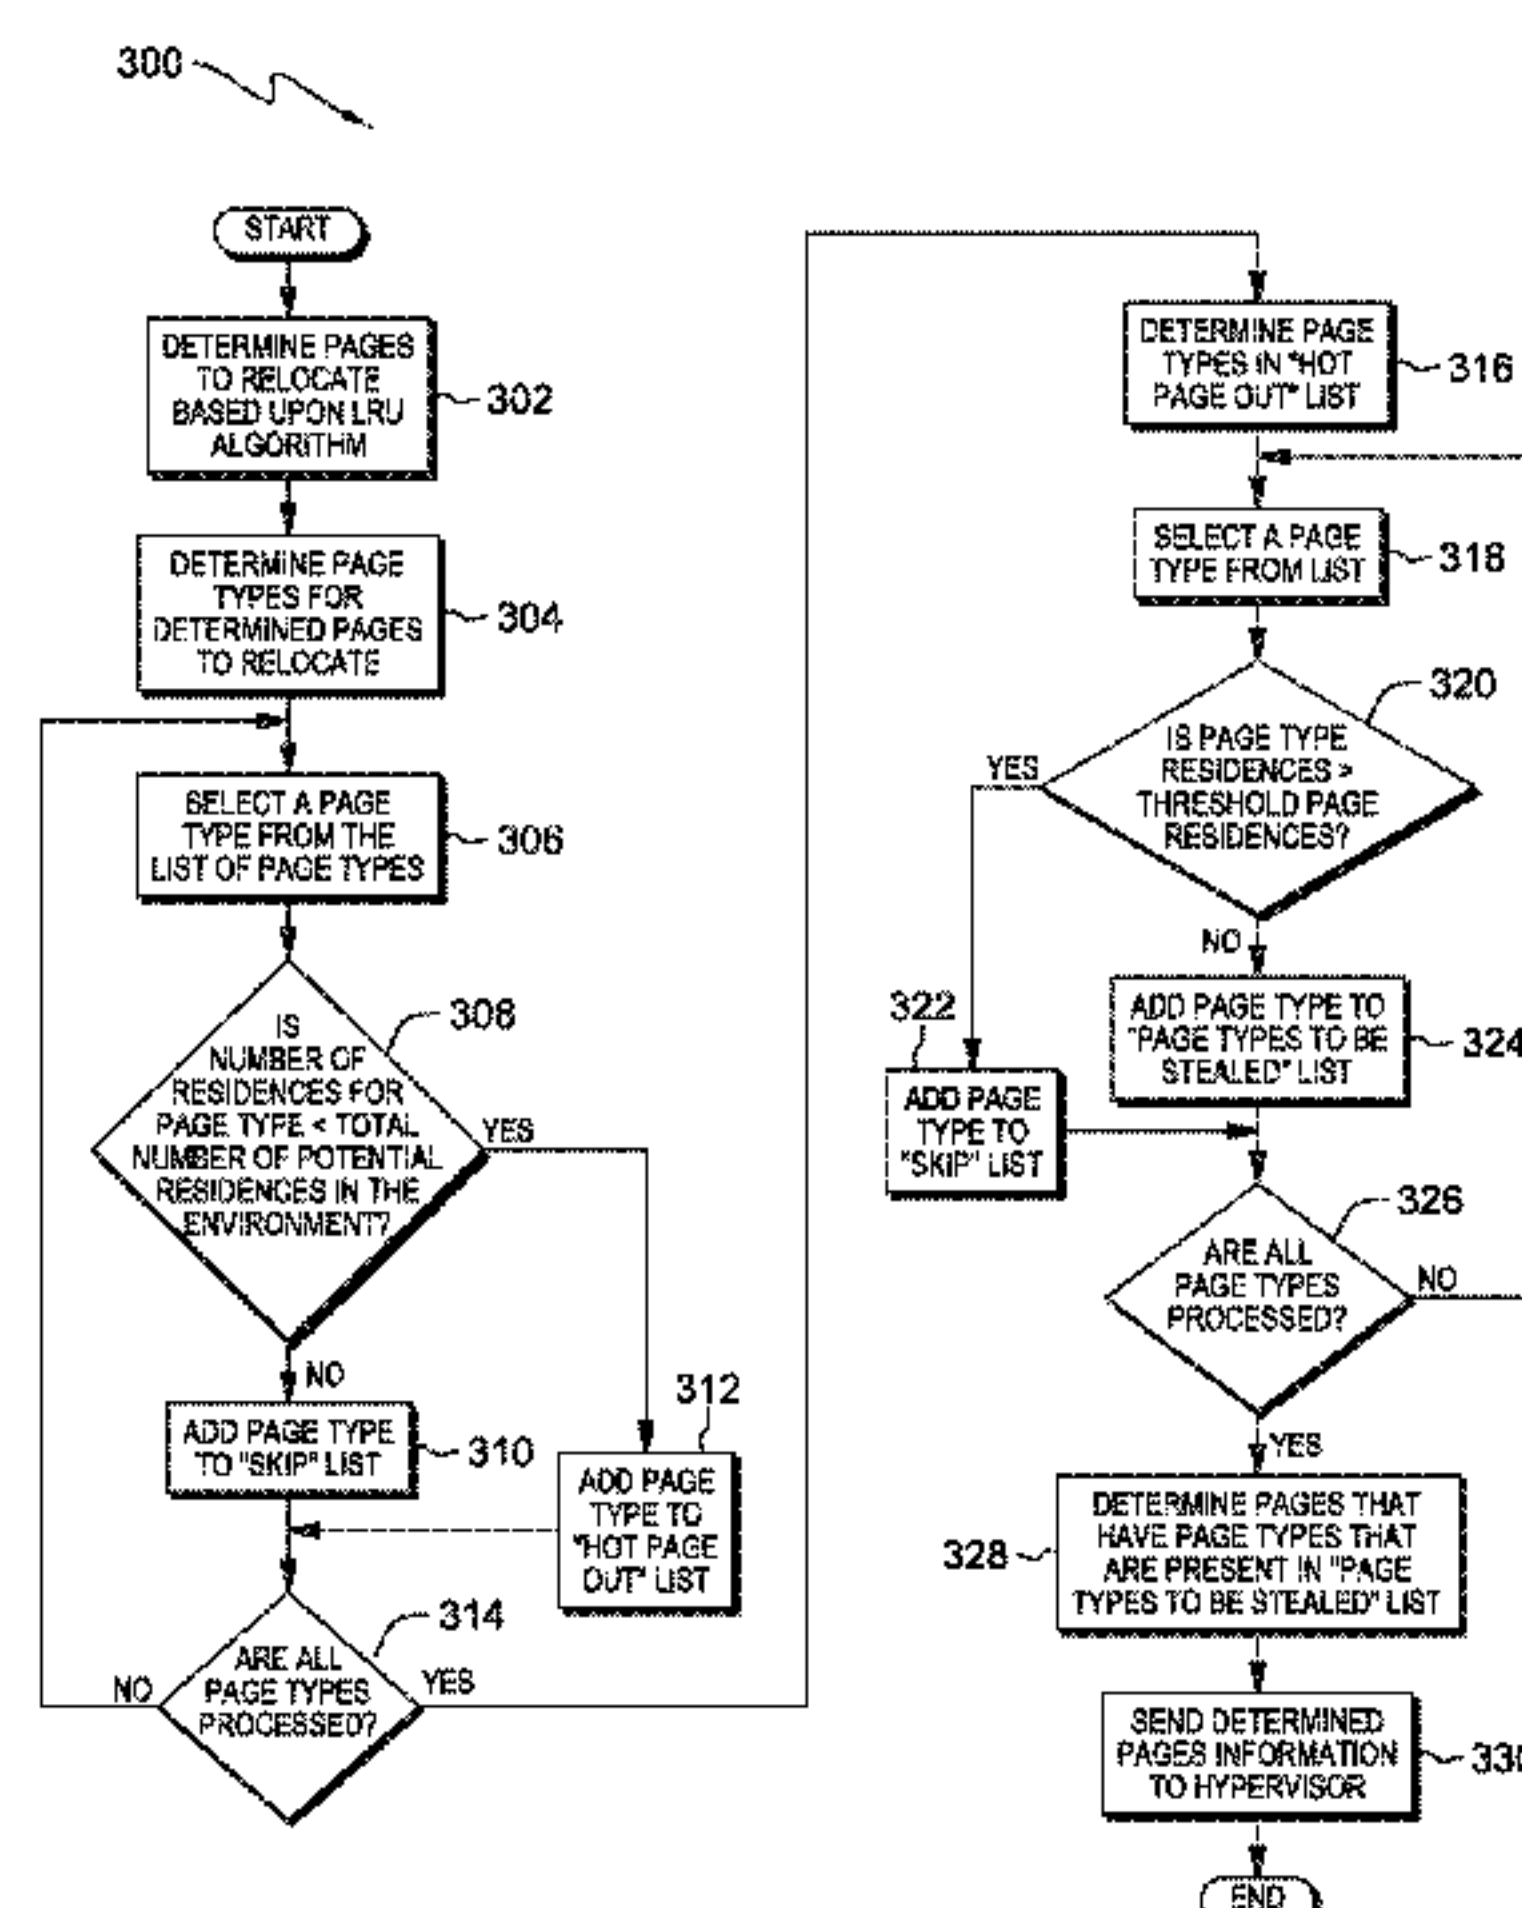 300
START
DETERMINE PAGES
TO RELOCATE
BASED UPON LRU
ALGORITHM
302
DETERMINE PAGE
TYPES FOR
DETERMINED PAGES
TO RELOCATE
304
SELECT A PAGE
TYPE FROM THE
LIST OF PAGE TYPES
306
IS
NUMBER OF
RESIDENCES FOR
PAGE TYPE < TOTAL
NUMBER OF POTENTIAL
RESIDENCES IN THE
ENVIRONMENT?
308
YES
NO
ADD PAGE TYPE
TO "SKIP" LIST
310
312
ADD PAGE
TYPE TO
"HOT PAGE
OUT" LIST
ARE ALL
PAGE TYPES
PROCESSED?
314
NO
YES
DETERMINE PAGE
TYPES IN "HOT
PAGE OUT" LIST
316
SELECT A PAGE
TYPE FROM LIST
318
IS PAGE TYPE
RESIDENCES >
THRESHOLD PAGE
RESIDENCES?
320
YES
NO
322
ADD PAGE
TYPE TO
"SKIP" LIST
ADD PAGE TYPE TO
"PAGE TYPES TO BE
STEALED" LIST
324
ARE ALL
PAGE TYPES
PROCESSED?
326
NO
YES
DETERMINE PAGES THAT
HAVE PAGE TYPES THAT
ARE PRESENT IN "PAGE
TYPES TO BE STEALED" LIST
328
SEND DETERMINED
PAGES INFORMATION
TO HYPERVISOR
330
END